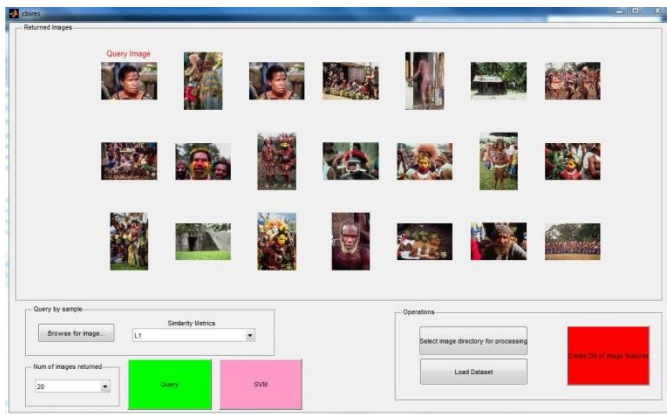 cbires
Returned Images
Query Image
Query by sample
Browse for image...
Similarity Metrics
L1
Num of images returned
20
Query
SVM
Operations
Select image directory for processing
Load Dataset
Create DB of image features